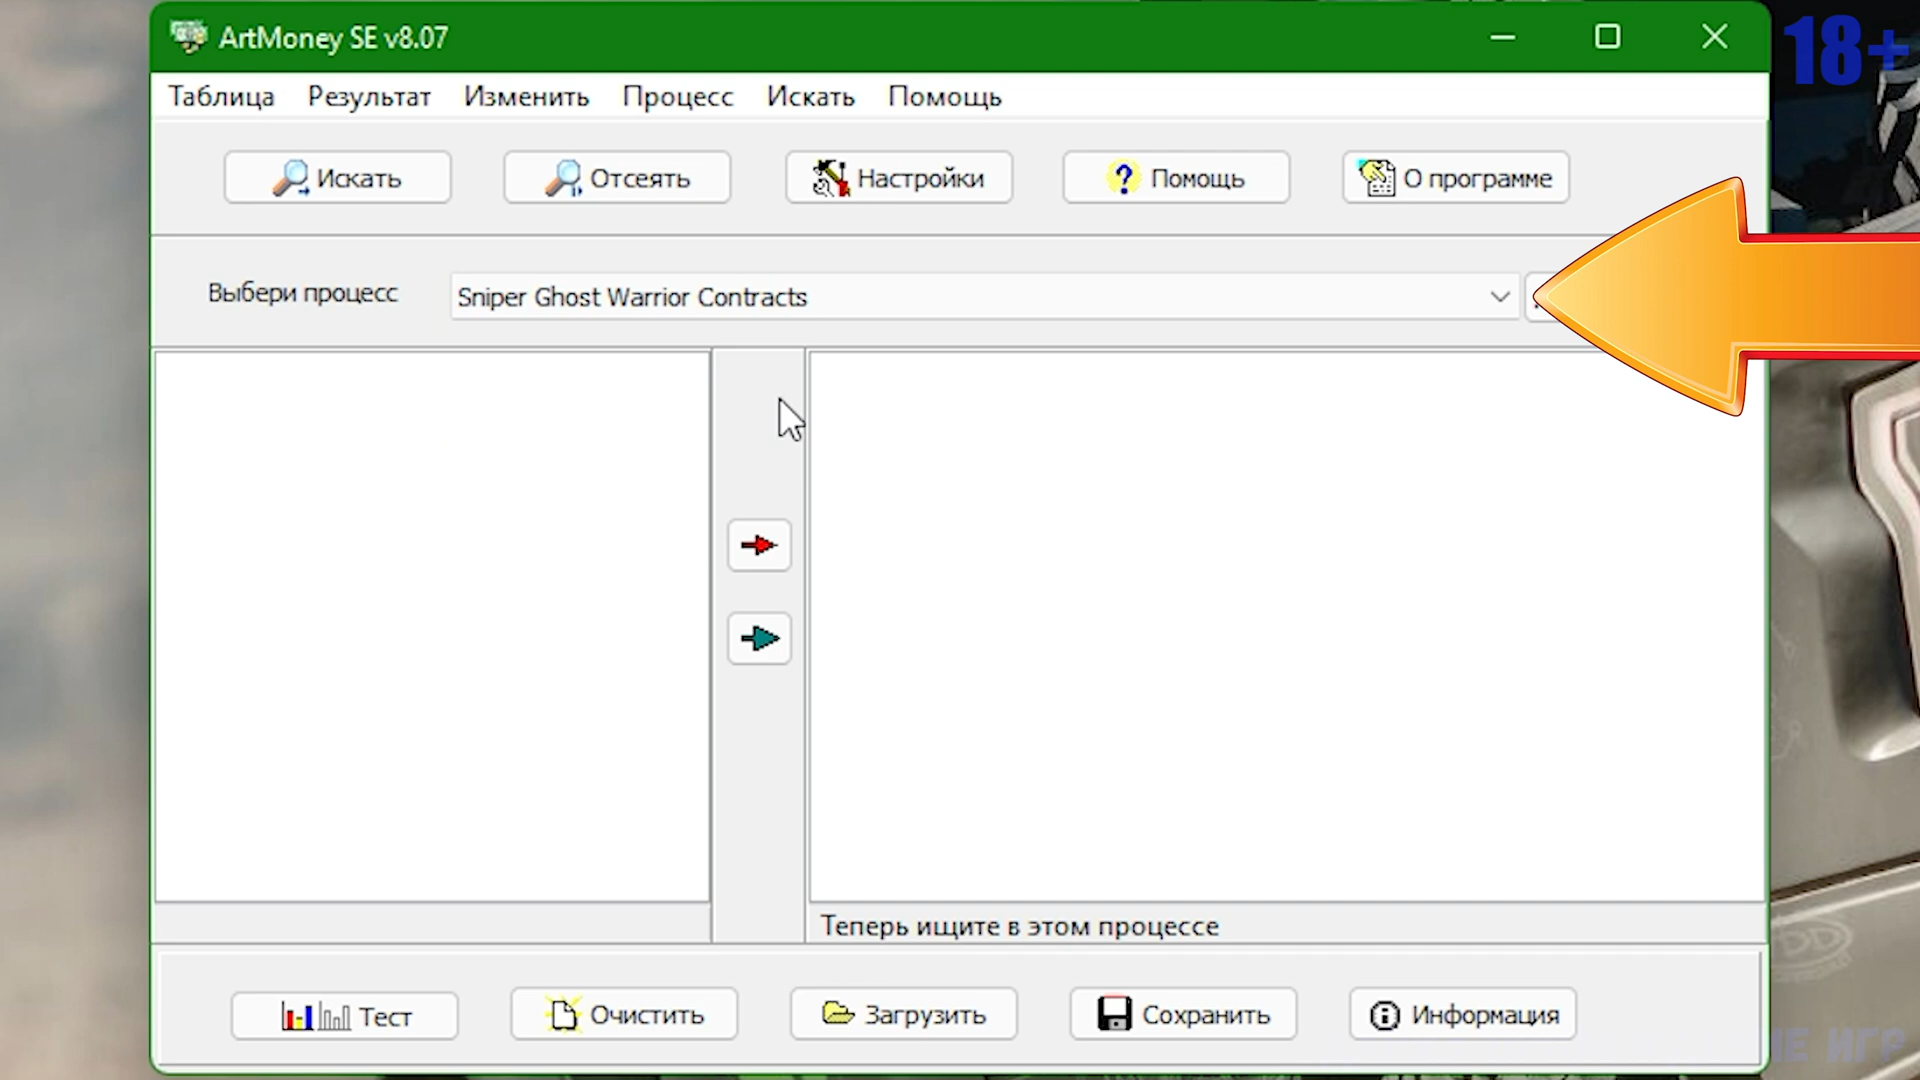 ArtMoney SE v8.07
18+
Таблица Результат Изменить Процесс Искать Помощь
Искать Отсеять Настройки Помощь О программе
Выбери процесс Sniper Ghost Warrior Contracts
Теперь ищите в этом процессе
Тест Очистить Загрузить Сохранить Информация
ИГР